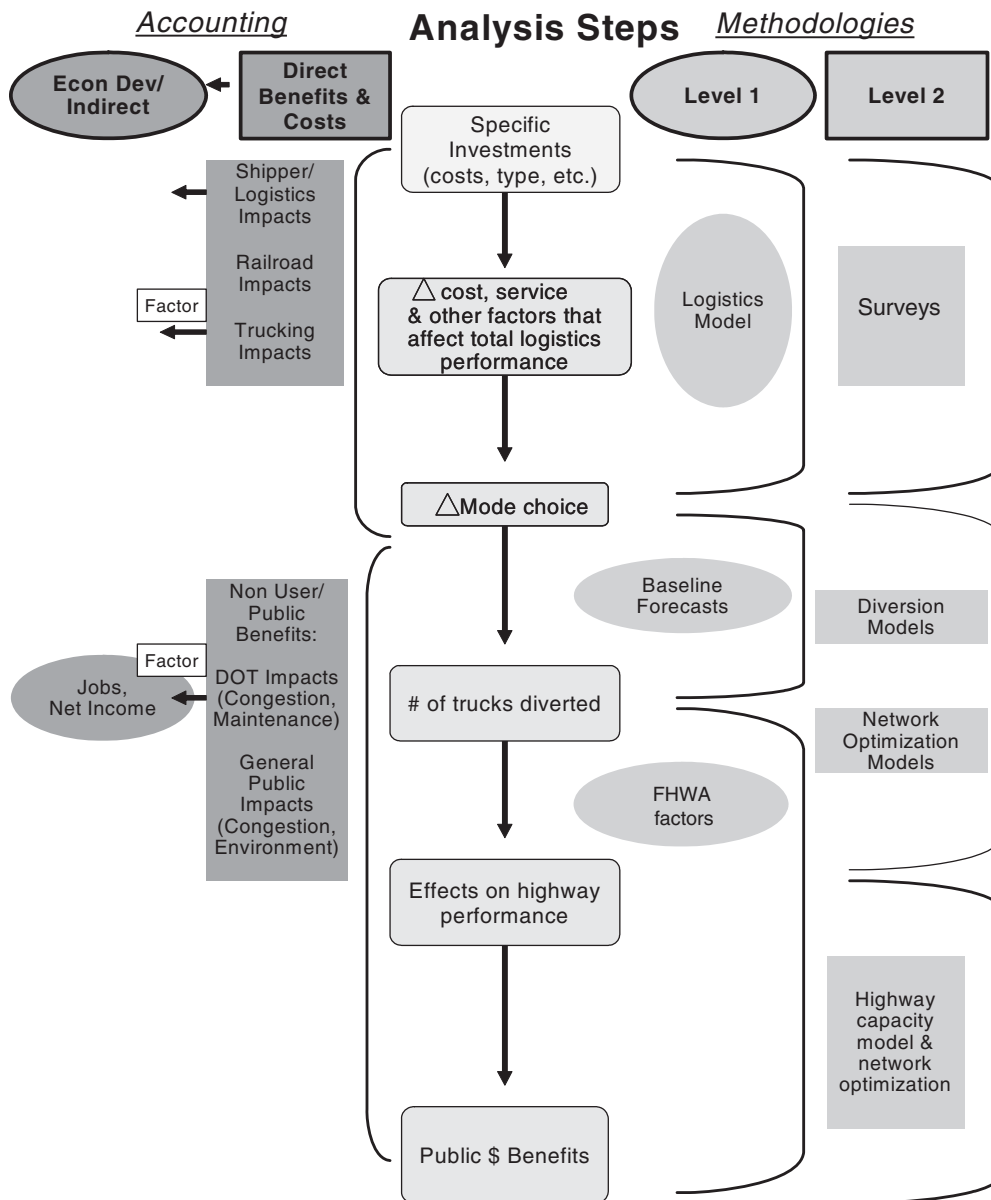 Accounting
Analysis Steps
Methodologies
Econ Dev/
Indirect
Direct
Benefits &
Costs
Level 1
Level 2
Specific
Investments
(costs, type, etc.)
Shipper/
Logistics
Impacts
Railroad
Impacts
Factor
Trucking
Impacts
△ cost, service
& other factors that
affect total logistics
performance
Logistics
Model
Surveys
△Mode choice
Non User/
Public
Benefits:
Factor
DOT Impacts
(Congestion,
Maintenance)
Jobs,
Net Income
General
Public
Impacts
(Congestion,
Environment)
Baseline
Forecasts
Diversion
Models
# of trucks diverted
Network
Optimization
Models
FHWA
factors
Effects on highway
performance
Highway
capacity
model &
network
optimization
Public $ Benefits